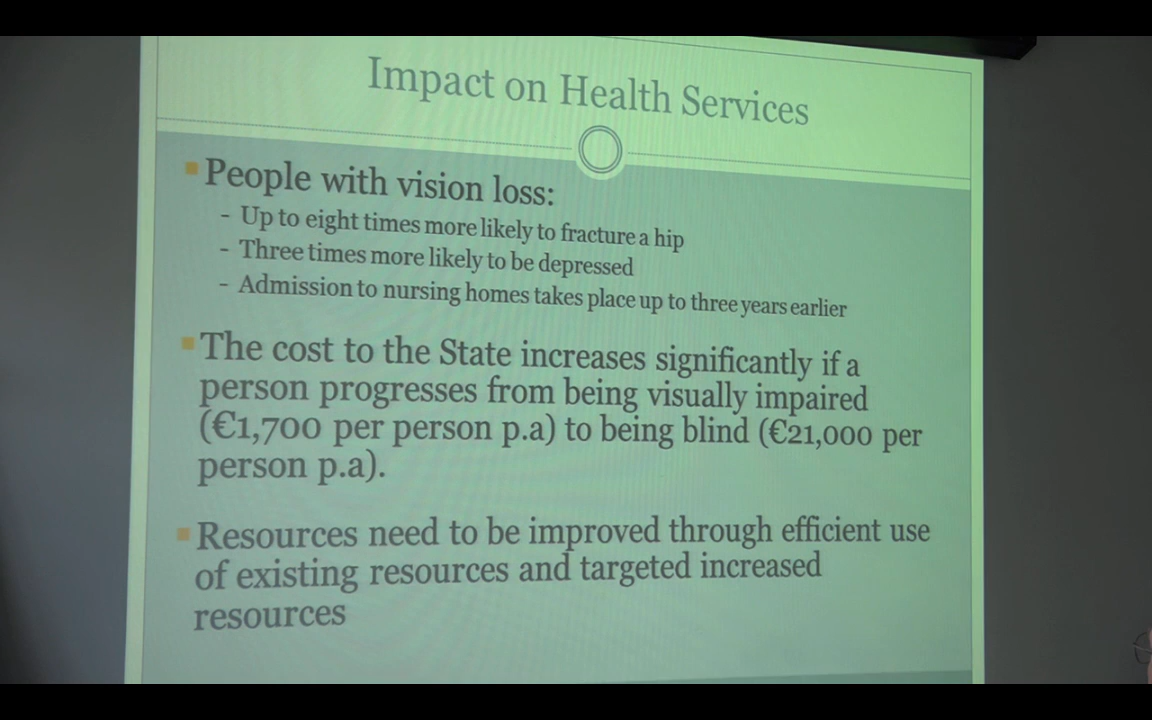 Impact on Health Services
People with vision loss:
- Up to eight times more likely to fracture a hip
- Three times more likely to be depressed
- Admission to nursing homes takes place up to three years earlier
The cost to the State increases significantly if a
person progresses from being visually impaired
(€1,700 per person p.a) to being blind (€21,000 per
person p.a).
Resources need to be improved through efficient use
of existing resources and targeted increased
resources